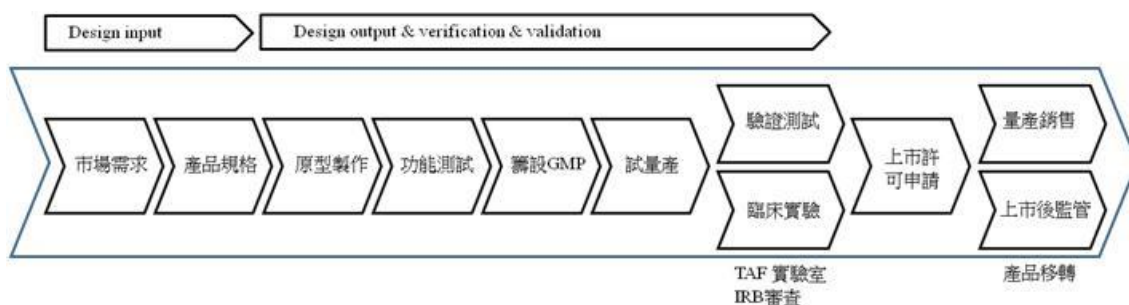 Design input
Design output & verification & validation
市場需求
產品規格
原型製作
功能測試
籌設GMP
試量產
驗證測試
臨床實驗
上市許
可申請
量產銷售
上市後監管
TAF 實驗室
IRB審查
產品移轉